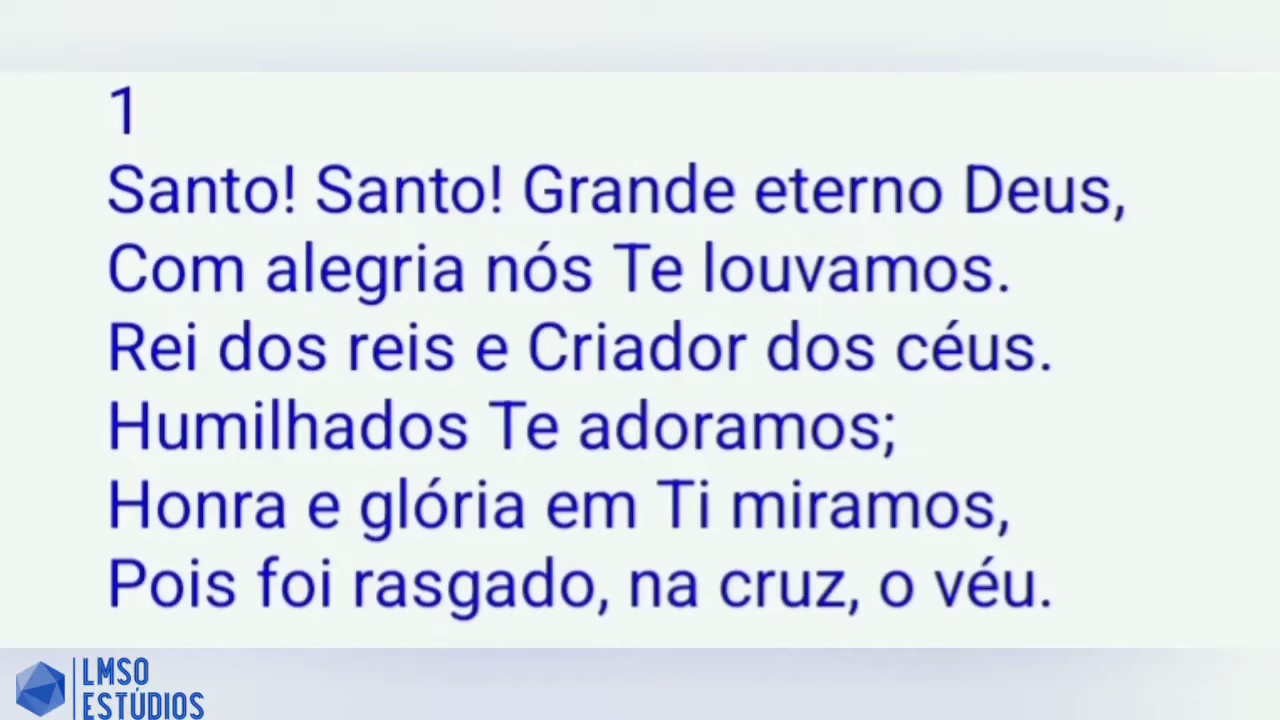 1
Santo! Santo! Grande eterno Deus,
Com alegria nós Te louvamos.
Rei dos reis e Criador dos céus.
Humilhados Te adoramos;
Honra e glória em Ti miramos,
Pois foi rasgado, na cruz, o véu.
LMSO
ESTÚDIOS